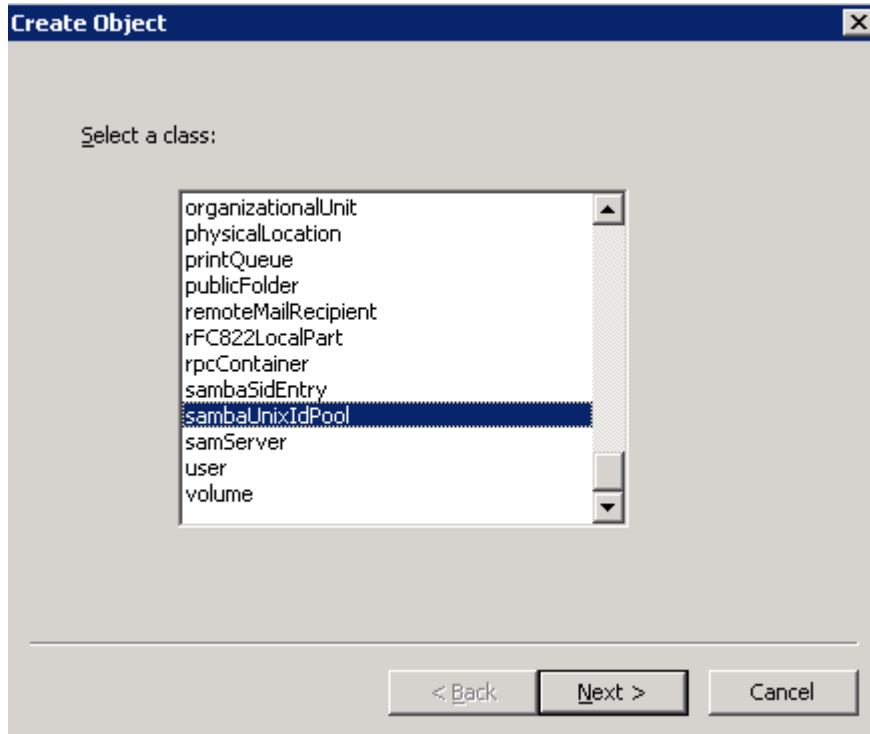 Create Object
Select a class:
organizationalUnit
physicalLocation
printQueue
publicFolder
remoteMailRecipient
rFC822LocalPart
rpcContainer
sambaSidEntry
sambaUnixIdPool
samServer
user
volume
< Back Next > Cancel